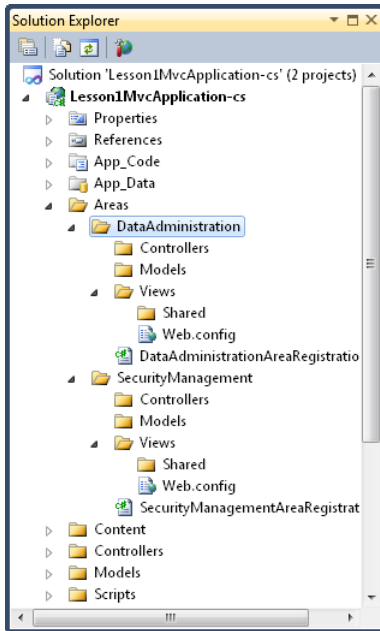 Solution Explorer
Solution 'Lesson1MvcApplication-cs' (2 projects)
Lesson1MvcApplication-cs
Properties
References
App_Code
App_Data
Areas
DataAdministration
Controllers
Models
Views
Shared
Web.config
DataAdministrationAreaRegistratio
SecurityManagement
Controllers
Models
Views
Shared
Web.config
SecurityManagementAreaRegistrat
Content
Controllers
Models
Scripts